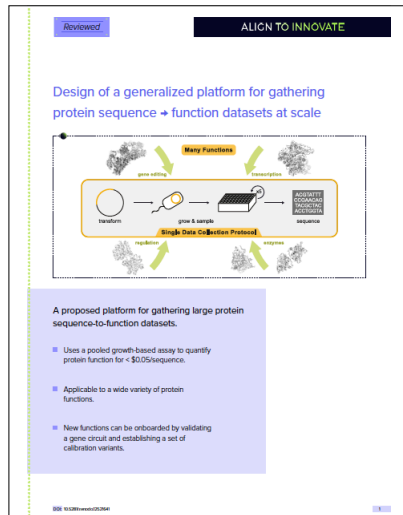 Reviewed
ALIGN TO INNOVATE
Design of a generalized platform for gathering
protein sequence → function datasets at scale
Many Functions
gene editing
transcription
x5
ACGTATTT
CCGAACAG
TACGCTAC
ACCTGGTA
transform
grow & sample
sequence
Single Data Collection Protocol
regulation
enzymes
A proposed platform for gathering large protein
sequence-to-function datasets.
Uses a pooled growth-based assay to quantify
protein function for < $0.05/sequence.
Applicable to a wide variety of protein
functions.
New functions can be onboarded by validating
a gene circuit and establishing a set of
calibration variants.
DOI:
1